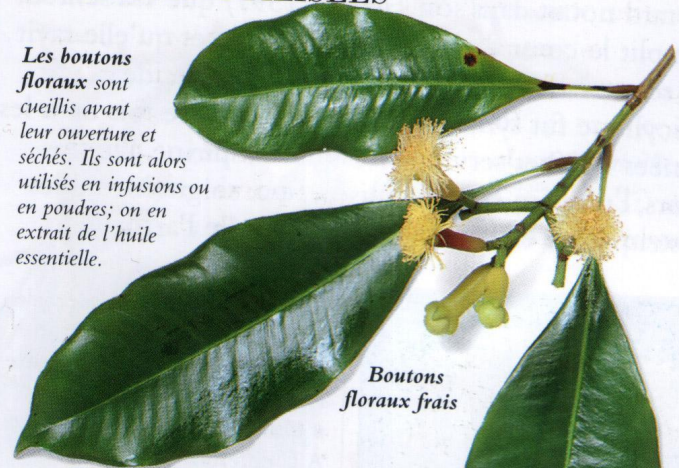 Les boutons
floraux sont
cueillis avant
leur ouverture et
séchés. Ils sont alors
utilisés en infusions ou
en poudres; on en
extrait de l'huile
essentielle.
Boutons
floraux frais